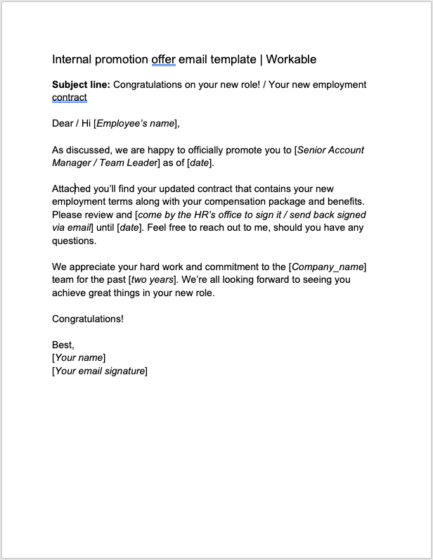 Internal promotion offer email template | Workable
Subject line: Congratulations on your new role! / Your new employment
contract
Dear / Hi [Employee's name],
As discussed, we are happy to officially promote you to [Senior Account
Manager / Team Leader] as of [date].
Attached you'll find your updated contract that contains your new
employment terms along with your compensation package and benefits.
Please review and [come by the HR's office to sign it / send back signed
via email] until [date]. Feel free to reach out to me, should you have any
questions.
We appreciate your hard work and commitment to the [Company_name]
team for the past [two years]. We're all looking forward to seeing you
achieve great things in your new role.
Congratulations!
Best,
[Your name]
[Your email signature]